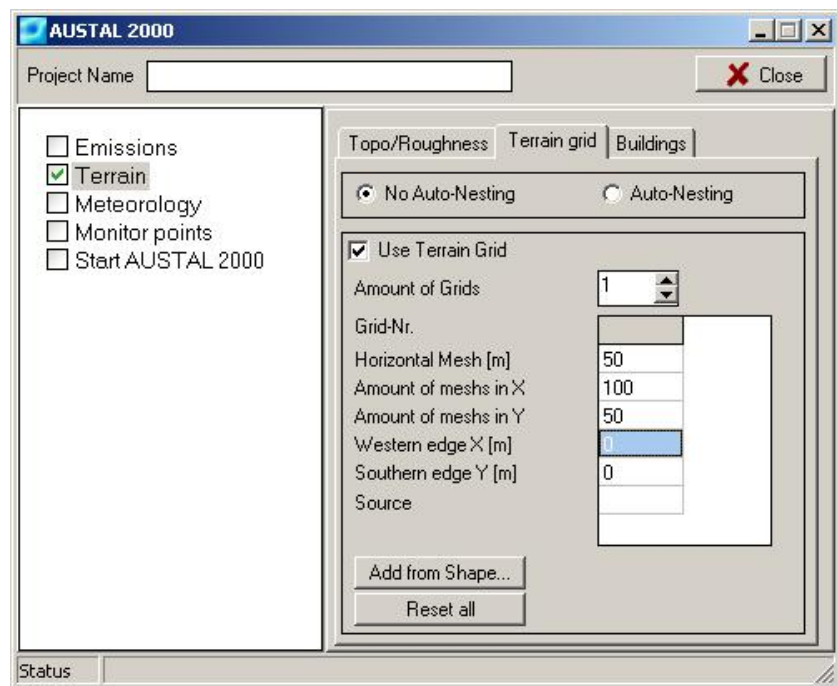 AUSTAL 2000
Project Name
Close
Emissions
Terrain
Meteorology
Monitor points
Start AUSTAL 2000
Topo/Roughness Terrain grid Buildings
No Auto-Nesting Auto-Nesting
Use Terrain Grid
Amount of Grids 1
Grid-Nr.
Horizontal Mesh [m] 50
Amount of meshs in X 100
Amount of meshs in Y 50
Western edge X [m] 0
Southern edge Y [m] 0
Source
Add from Shape...
Reset all
Status